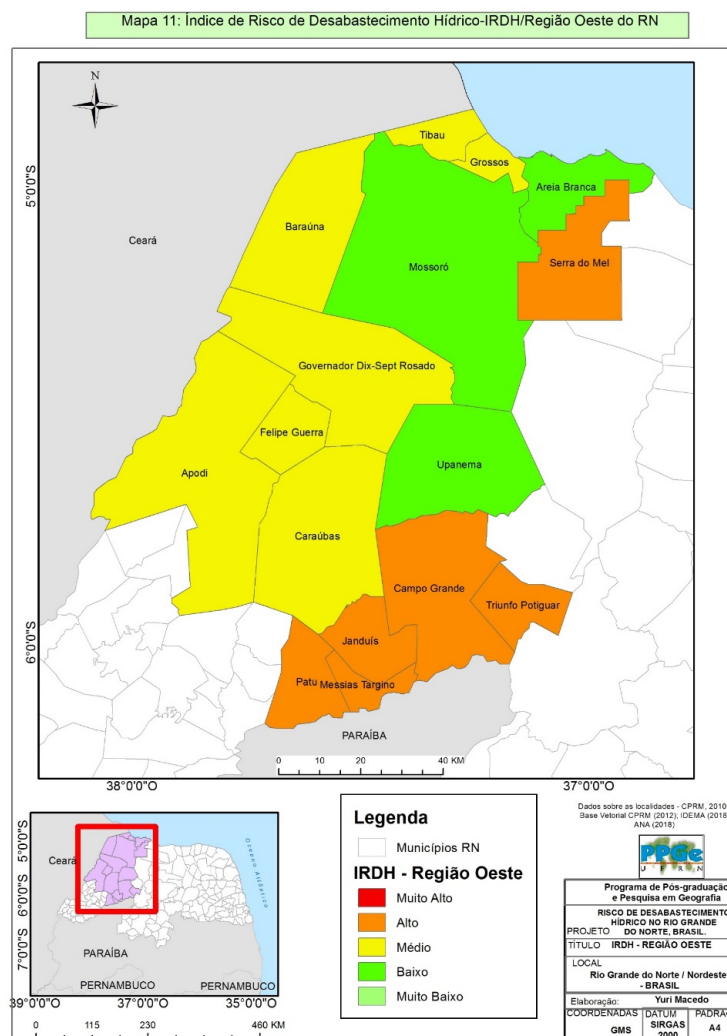 Mapa 11: Índice de Risco de Desabastecimento Hídrico-IRDH/Região Oeste do RN
N
5°0'0"S
6°0'0"S
Tibau
Grossos
Areia Branca
Baraúna
Ceará
Mossoró
Serra do Mel
Governador Dix-Sept Rosado
Felipe Guerra
Apodi
Upanema
Caraúbas
Campo Grande
Triunfo Potiguar
Janduís
Patu
Messias Targino
PARAÍBA
0 10 20 40 KM
38°0'0"O
37°0'0"O
Ceará
Oceano Atlântico
5°0'0"S
6°0'0"S
7°0'0"S
PARAÍBA
PERNAMBUCO
PERNAMBUCO
39°0'0"O
37°0'0"O
35°0'0"O
0 115 230 460 KM
Legenda
Municípios RN
IRDH - Região Oeste
Muito Alto
Alto
Médio
Baixo
Muito Baixo
Dados sobre as localidades - CPRM, 2010
Base Vetorial CPRM (2012); IDEMA (2018
ANA (2018)
PPGe
UFRN
Programa de Pós-graduação
e Pesquisa em Geografia
RISCO DE DESABASTECIMENTO
HÍDRICO NO RIO GRANDE
PROJETO DO NORTE, BRASIL.
TÍTULO IRDH - REGIÃO OESTE
LOCAL
Rio Grande do Norte / Nordeste
- BRASIL
Elaboração: Yuri Macedo
COORDENADAS DATUM PADRÃ
GMS SIRGAS A4
2000